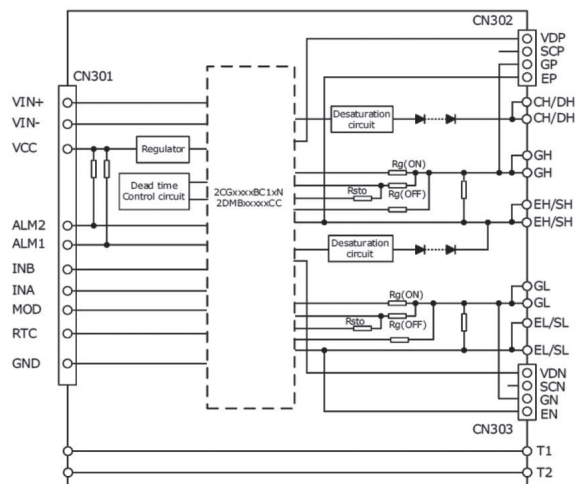 CN302
VDP
SCP
GP
EP
CN301
VIN+
VIN-
VCC
Regulator
Dead time
Control circuit
ALM2
ALM1
INB
INA
MOD
RTC
GND
2CGxxxxBC1xN
2DMBxxxxxCC
Desaturation
circuit
CH/DH
CH/DH
Rg(ON)
GH
GH
Rsto
Rg(OFF)
EH/SH
EH/SH
Desaturation
circuit
Rg(ON)
GL
GL
Rsto
Rg(OFF)
EL/SL
EL/SL
VDN
SCN
GN
EN
CN303
T1
T2